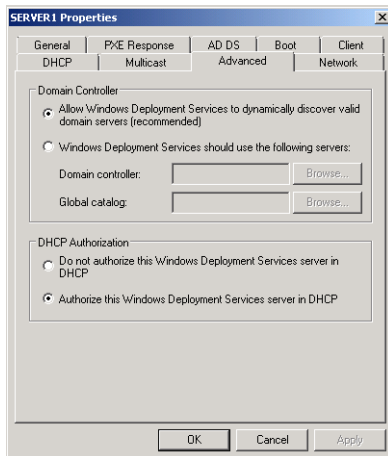 SERVER1 Properties
General PXE Response AD DS Boot Client
DHCP Multicast Advanced Network
Domain Controller
Allow Windows Deployment Services to dynamically discover valid
domain servers (recommended)
Windows Deployment Services should use the following servers:
Domain controller: Browse...
Global catalog: Browse...
DHCP Authorization
Do not authorize this Windows Deployment Services server in
DHCP
Authorize this Windows Deployment Services server in DHCP
OK Cancel Apply